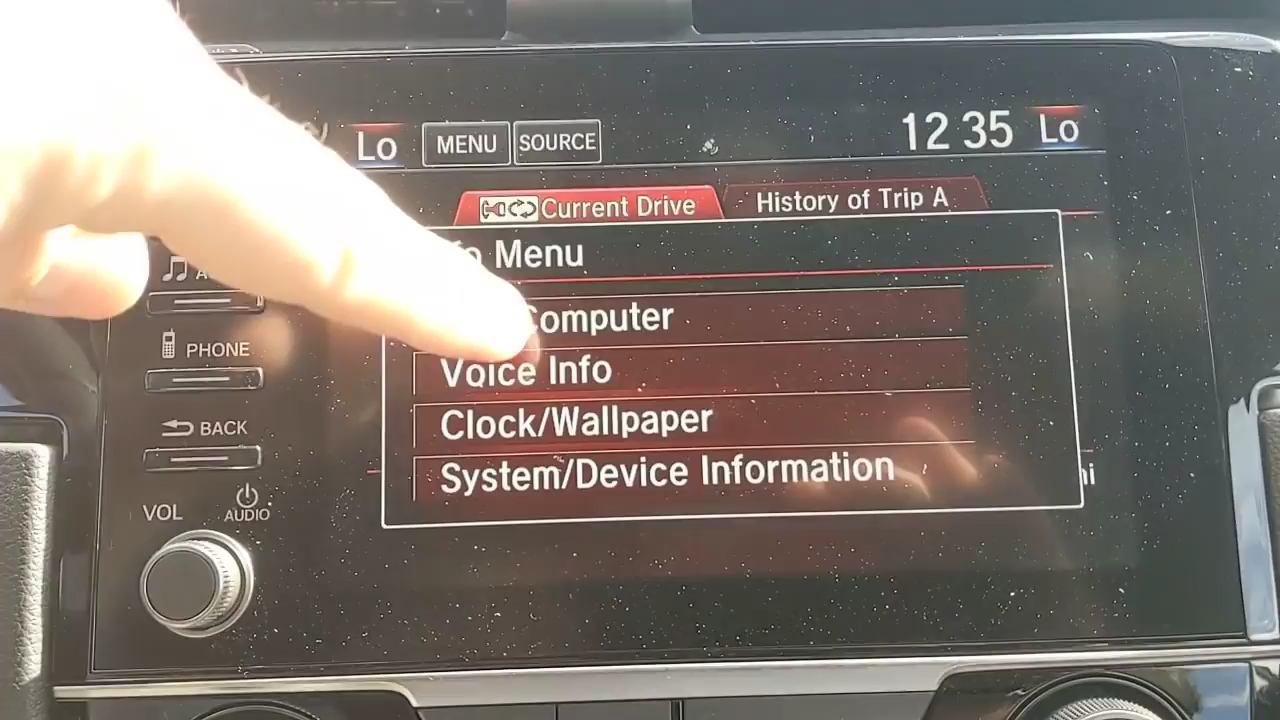 Lo MENU SOURCE 12 35 Lo
Current Drive History of Trip A
Menu
Computer
Voice Info
Clock/Wallpaper
System/Device Information
mi
PHONE
BACK
VOL AUDIO